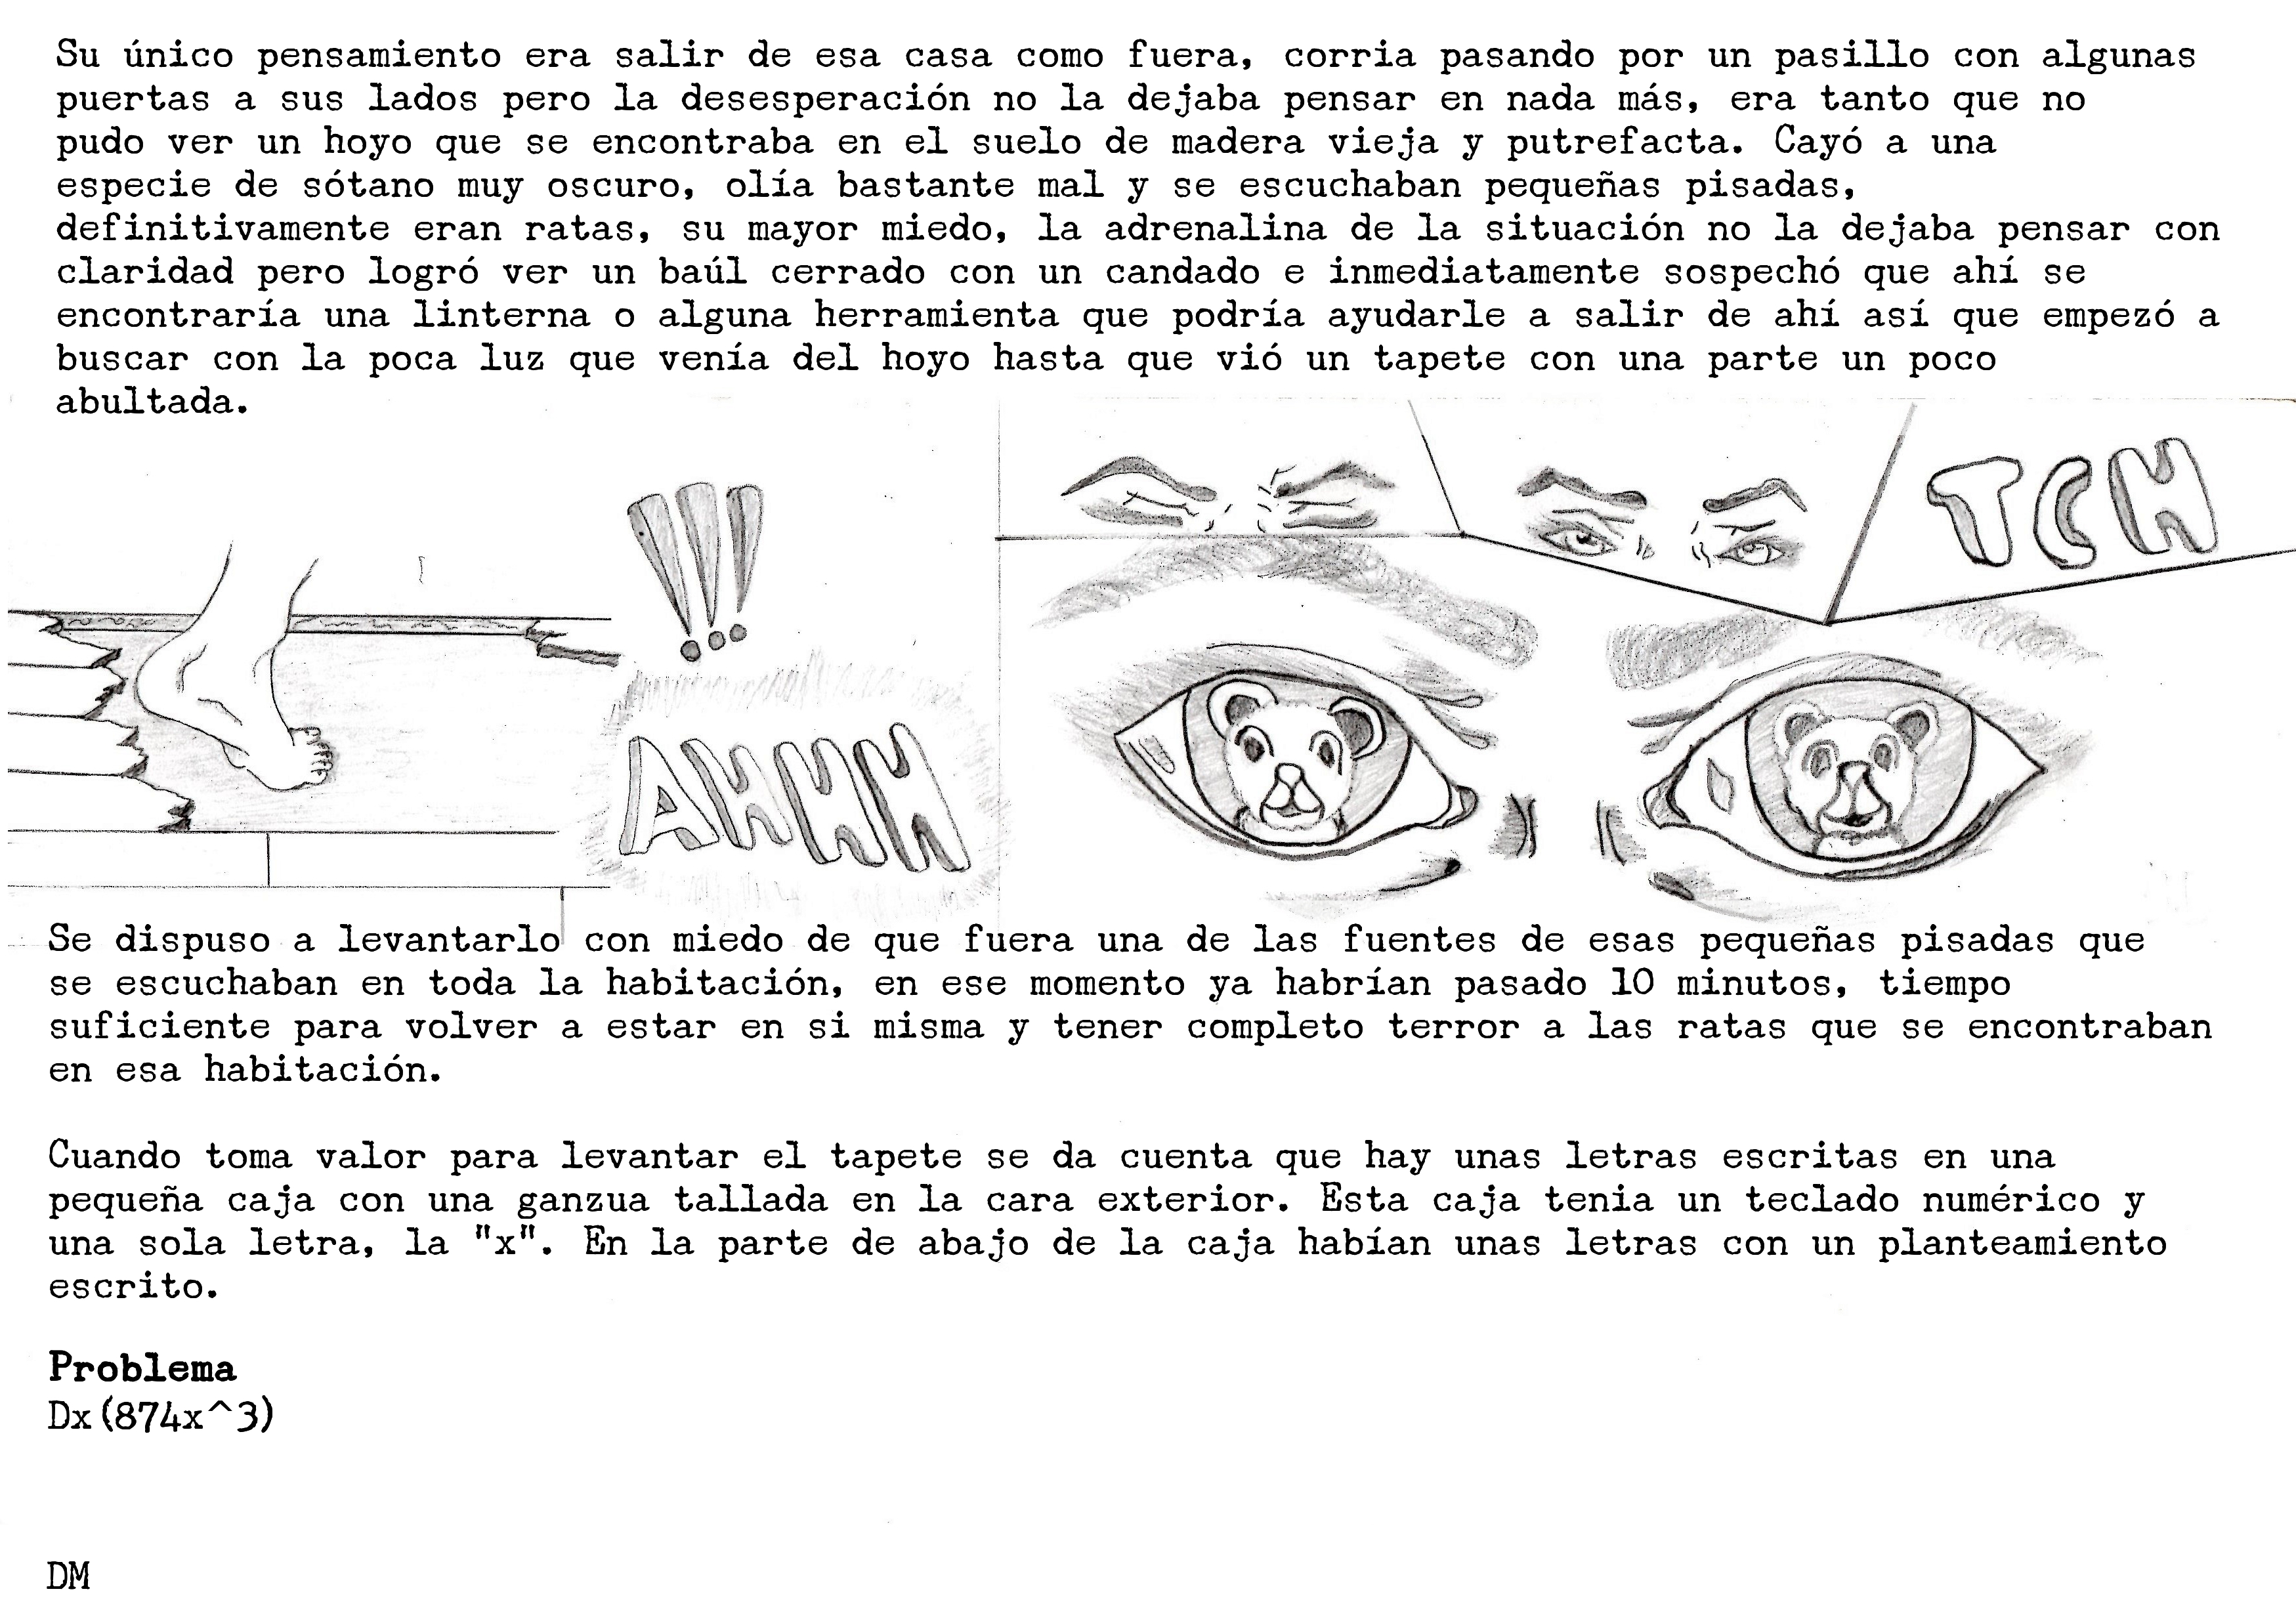 Su único pensamiento era salir de esa casa como fuera, corria pasando por un pasillo con algunas
puertas a sus lados pero la desesperación no la dejaba pensar en nada más, era tanto que no
pudo ver un hoyo que se encontraba en el suelo de madera vieja y putrefacta. Cayó a una
especie de sótano muy oscuro, olía bastante mal y se escuchaban pequeñas pisadas,
definitivamente eran ratas, su mayor miedo, la adrenalina de la situación no la dejaba pensar con
claridad pero logró ver un baúl cerrado con un candado e inmediatamente sospechó que ahí se
encontraría una linterna o alguna herramienta que podría ayudarle a salir de ahí así que empezó a
buscar con la poca luz que venía del hoyo hasta que vió un tapete con una parte un poco
abultada.
!!!
AHHH
TCH
Se dispuso a levantarlo con miedo de que fuera una de las fuentes de esas pequeñas pisadas que
se escuchaban en toda la habitación, en ese momento ya habrían pasado 10 minutos, tiempo
suficiente para volver a estar en si misma y tener completo terror a las ratas que se encontraban
en esa habitación.
Cuando toma valor para levantar el tapete se da cuenta que hay unas letras escritas en una
pequeña caja con una ganzua tallada en la cara exterior. Esta caja tenia un teclado numérico y
una sola letra, la "x". En la parte de abajo de la caja habían unas letras con un planteamiento
escrito.
Problema
Dx(874x^3)
DM